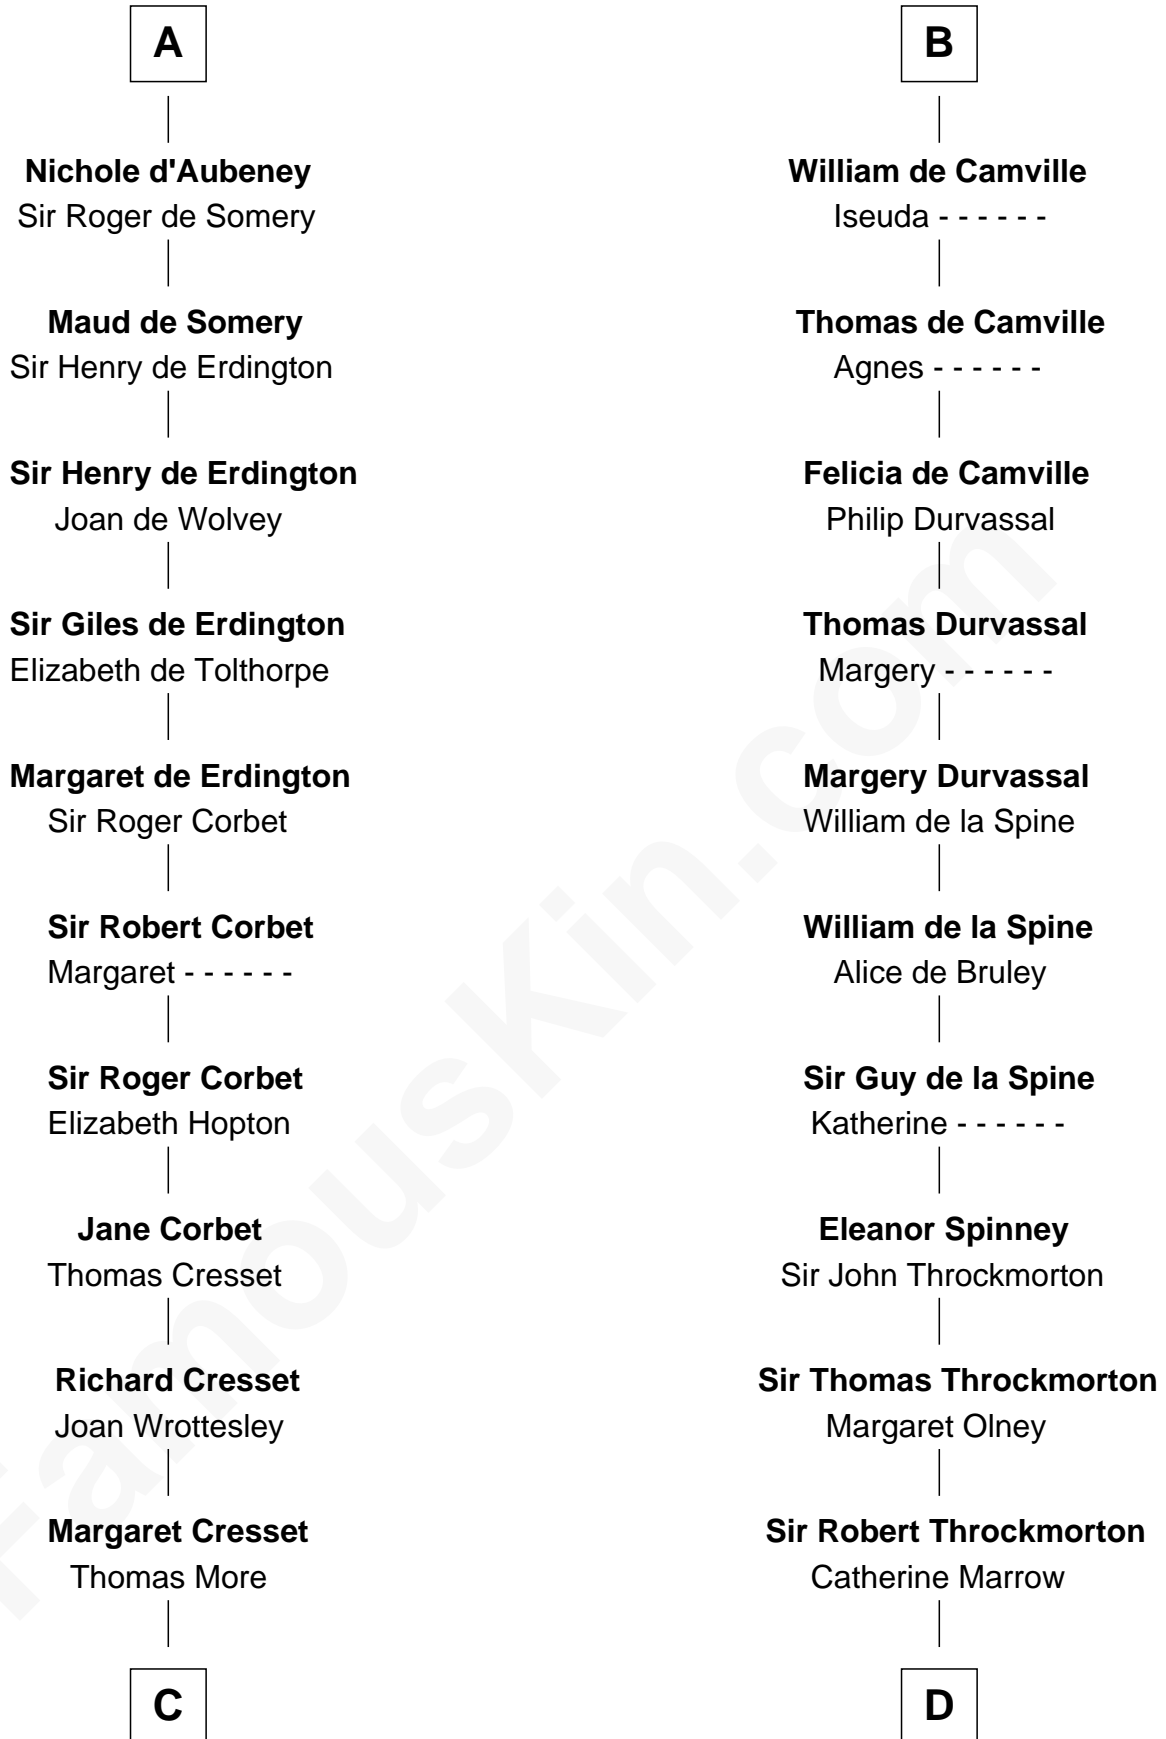 A
Nichole d'Aubeney
Sir Roger de Somery
Maud de Somery
Sir Henry de Erdington
Sir Henry de Erdington
Joan de Wolvey
Sir Giles de Erdington
Elizabeth de Tolthorpe
Margaret de Erdington
Sir Roger Corbet
Sir Robert Corbet
Margaret - - - - - -
Sir Roger Corbet
Elizabeth Hopton
Jane Corbet
Thomas Cresset
Richard Cresset
Joan Wrottesley
Margaret Cresset
Thomas More
C
B
William de Camville
Iseuda - - - - - -
Thomas de Camville
Agnes - - - - - -
Felicia de Camville
Philip Durvassal
Thomas Durvassal
Margery - - - - - -
Margery Durvassal
William de la Spine
William de la Spine
Alice de Bruley
Sir Guy de la Spine
Katherine - - - - - -
Eleanor Spinney
Sir John Throckmorton
Sir Thomas Throckmorton
Margaret Olney
Sir Robert Throckmorton
Catherine Marrow
D
FamousKin.com